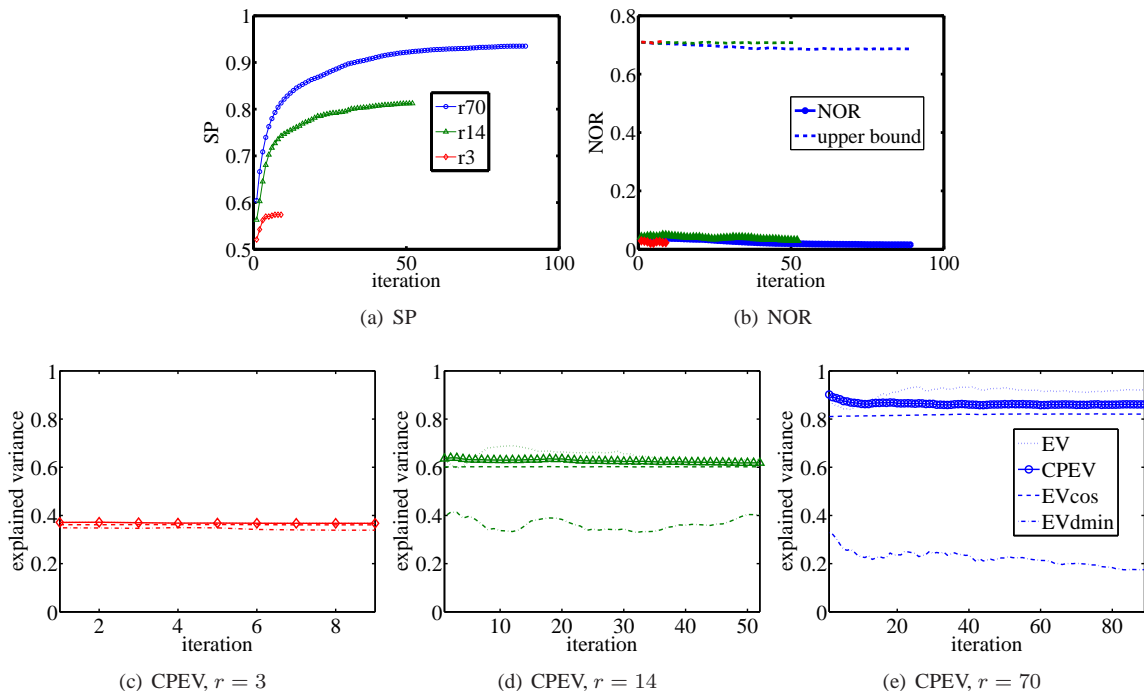 1
0.9
0.8
0.7
0.6
0.5
SP
0
50
100
iteration
r70
r14
r3
(a) SP
0.8
0.6
0.4
0.2
0
NOR
0
50
100
iteration
NOR
upper bound
(b) NOR
1
0.8
0.6
0.4
0.2
0
explained variance
2
4
6
8
iteration
(c) CPEV, r = 3
1
0.8
0.6
0.4
0.2
0
explained variance
10
20
30
40
50
iteration
(d) CPEV, r = 14
1
0.8
0.6
0.4
0.2
0
explained variance
20
40
60
80
iteration
EV
CPEV
EVcos
EVdmin
(e) CPEV, r = 70